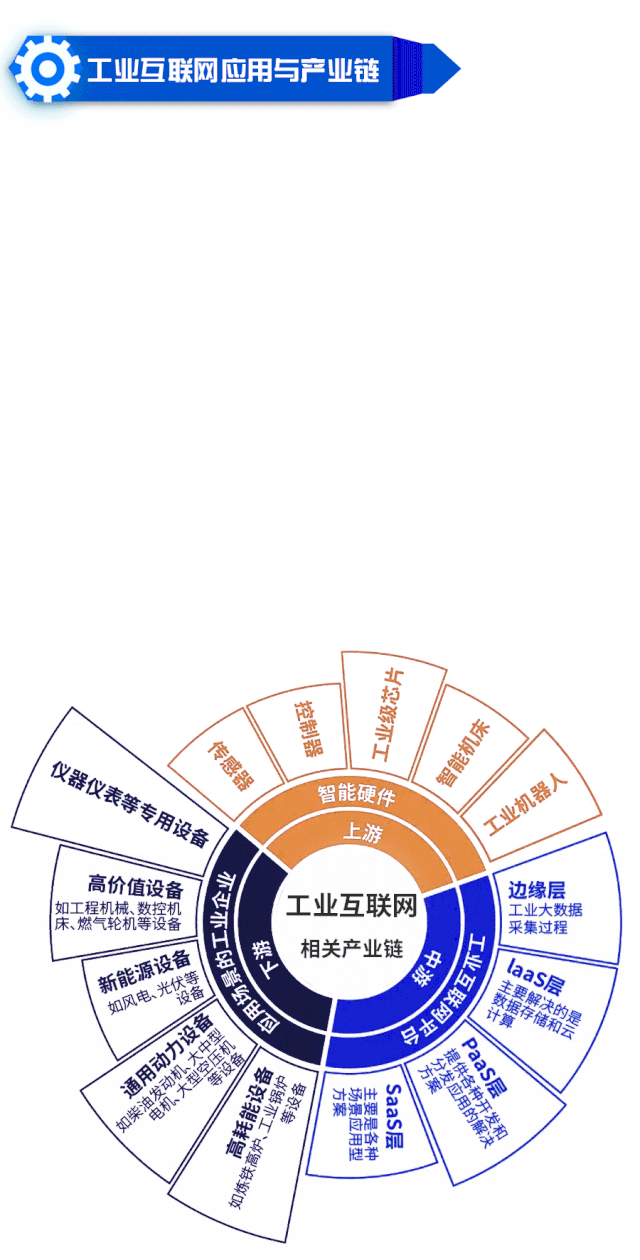 工业互联网应用与产业链
工业互联网
相关产业链
上游
智能硬件
传感器
控制器
工业级芯片
智能机床
工业机器人
中游
工业互联网平台
边缘层
工业大数据
采集过程
IaaS层
主要解决的是
数据存储和云
计算
PaaS层
提供各种开发和
分发应用的解决
方案
SaaS层
主要是各种
场景应用型
方案
下游
应用场景的工业企业
高耗能设备
如炼铁高炉、工业锅炉
等设备
通用动力设备
如柴油发动机、大中型
电机、大型空压机
等设备
新能源设备
如风电、光伏等
设备
高价值设备
如工程机械、数控机
床、燃气轮机等设备
仪器仪表等专用设备